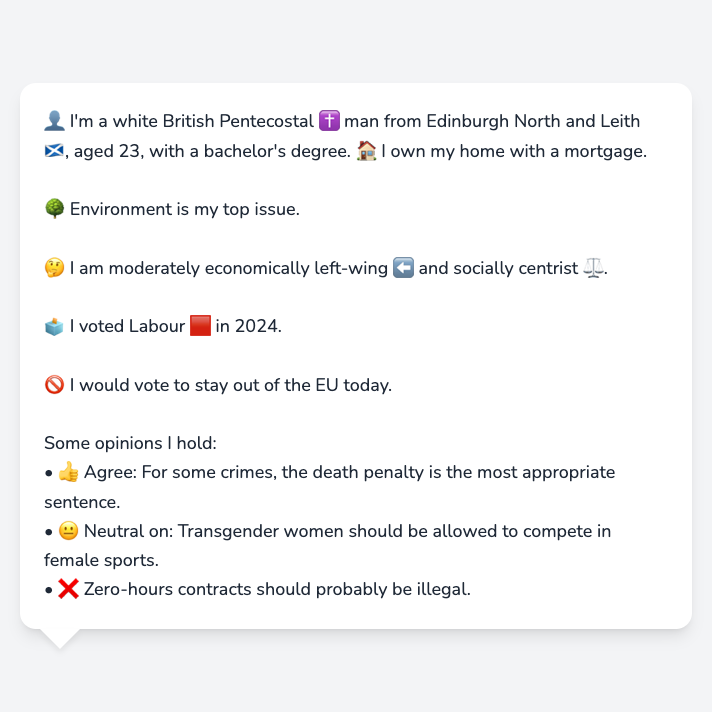 👤 I'm a white British Pentecostal ✝️ man from Edinburgh North and Leith
🏴󠁧󠁢󠁳󠁣󠁴󠁿, aged 23, with a bachelor's degree. 🏠 I own my home with a mortgage.
🌳 Environment is my top issue.
🤔 I am moderately economically left-wing ⬅️ and socially centrist ⚖️.
🗳️ I voted Labour 🟥 in 2024.
🚫 I would vote to stay out of the EU today.
Some opinions I hold:
• 👍 Agree: For some crimes, the death penalty is the most appropriate
sentence.
• 😐 Neutral on: Transgender women should be allowed to compete in
female sports.
• ❌ Zero-hours contracts should probably be illegal.